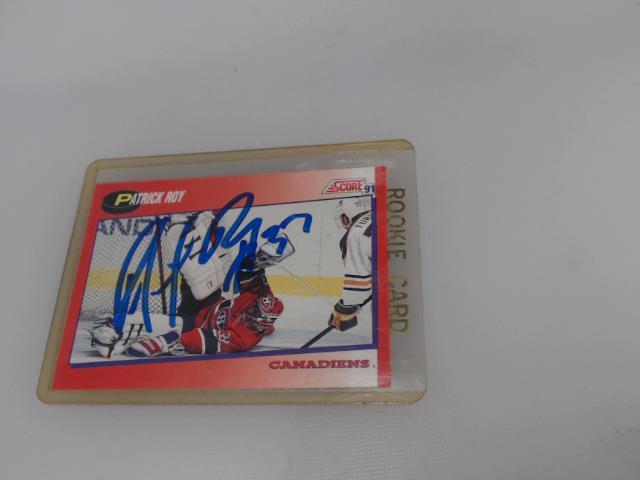 PATRICK ROY
SCORE 91
CANADIENS
ROOKIE CARD